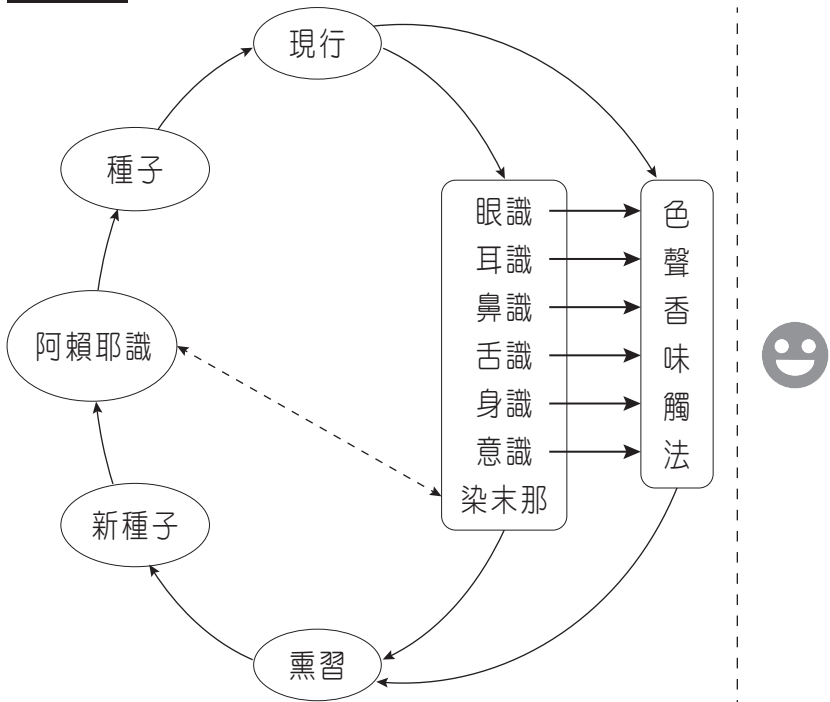 現行
種子
阿賴耶識
新種子
熏習
眼識
耳識
鼻識
舌識
身識
意識
染末那
色
聲
香
味
觸
法